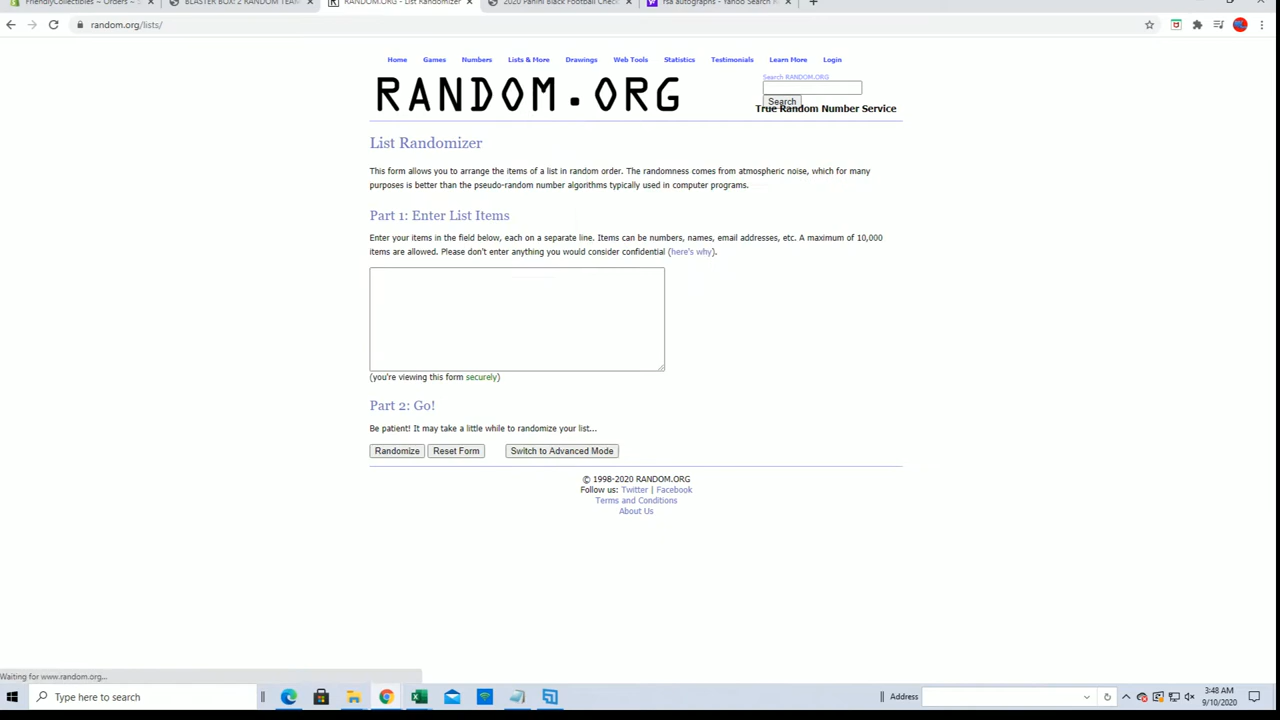 FriendlyCollectibles ~ Orders ~ S
BLASTER BOX: 2 RANDOM TEAM
RANDOM.ORG - List Randomizer
2020 Panini Black Football Chec
rsa autographs - Yahoo Search R
random.org/lists/
Home Games Numbers Lists & More Drawings Web Tools Statistics Testimonials Learn More Login
RANDOM.ORG
Search RANDOM.ORG
Search
True Random Number Service
List Randomizer
This form allows you to arrange the items of a list in random order. The randomness comes from atmospheric noise, which for many
purposes is better than the pseudo-random number algorithms typically used in computer programs.
Part 1: Enter List Items
Enter your items in the field below, each on a separate line. Items can be numbers, names, email addresses, etc. A maximum of 10,000
items are allowed. Please don't enter anything you would consider confidential (here's why).
(you're viewing this form securely)
Part 2: Go!
Be patient! It may take a little while to randomize your list...
Randomize Reset Form Switch to Advanced Mode
© 1998-2020 RANDOM.ORG
Follow us: Twitter | Facebook
Terms and Conditions
About Us
Waiting for www.random.org...
Type here to search
Address
3:48 AM
9/10/2020